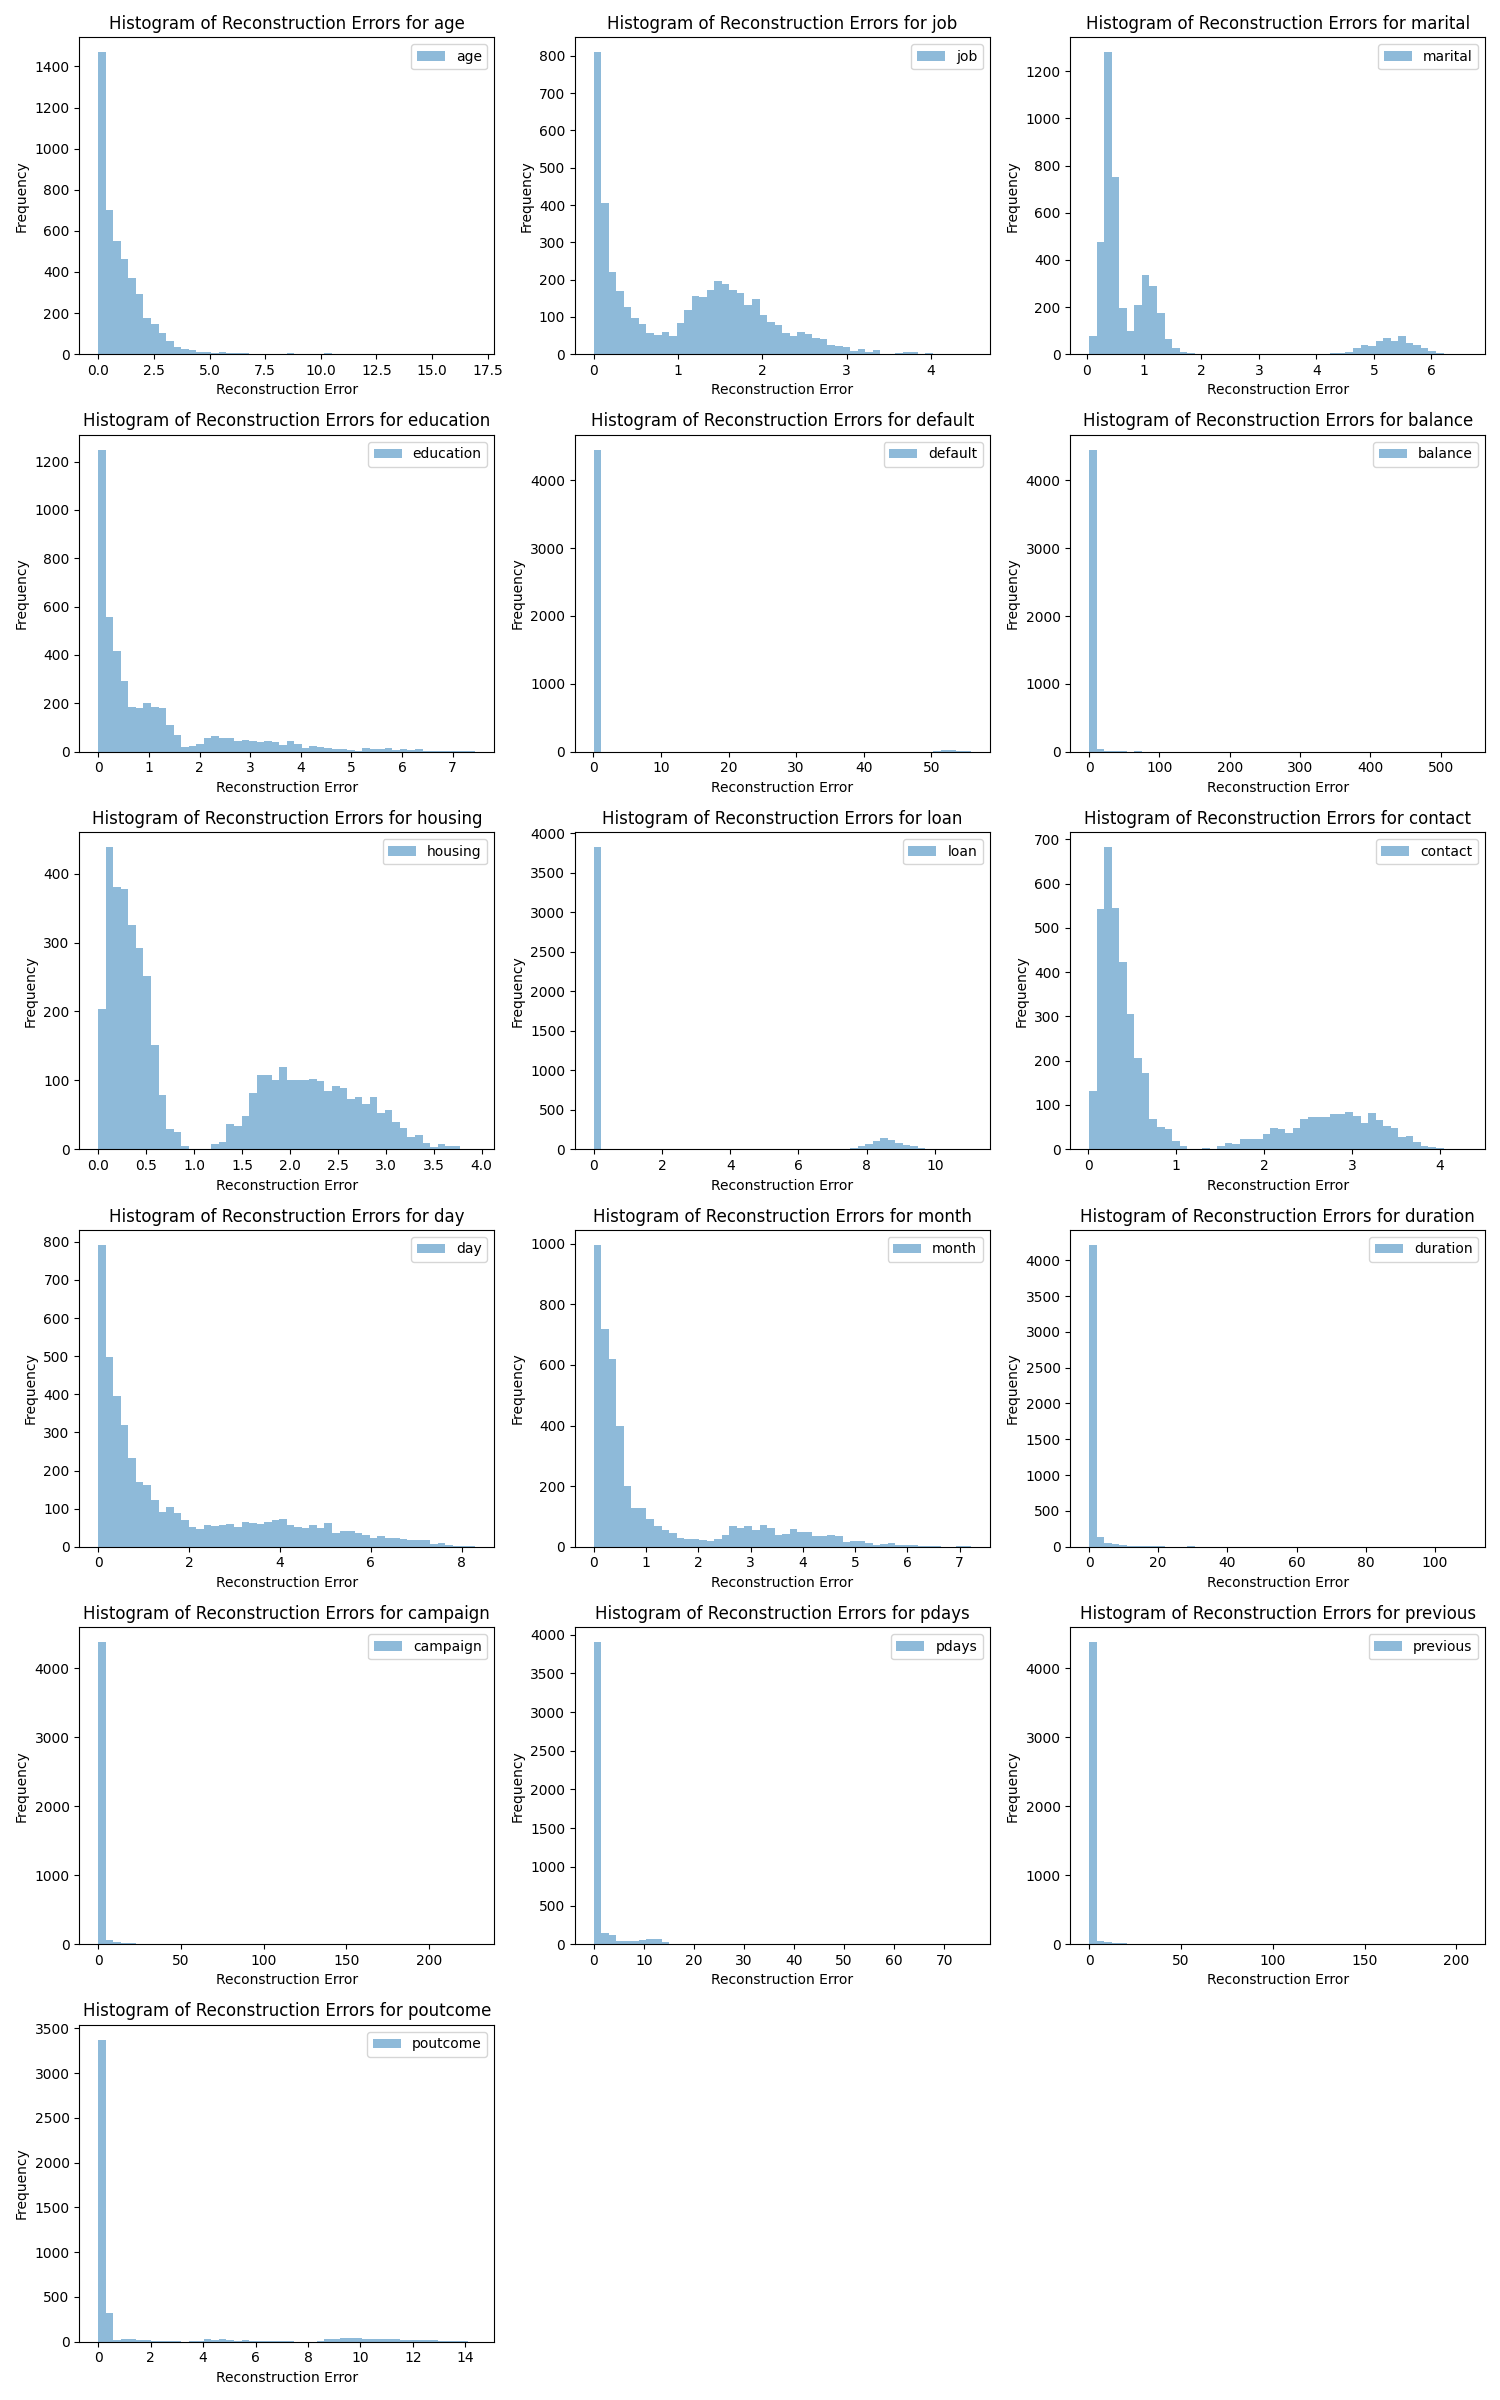 Histogram of Reconstruction Errors for age
age
Frequency
1400
1200
1000
800
600
400
200
0
0.0 2.5 5.0 7.5 10.0 12.5 15.0 17.5
Reconstruction Error
Histogram of Reconstruction Errors for job
job
Frequency
800
700
600
500
400
300
200
100
0
0 1 2 3 4
Reconstruction Error
Histogram of Reconstruction Errors for marital
marital
Frequency
1200
1000
800
600
400
200
0
0 1 2 3 4 5 6
Reconstruction Error
Histogram of Reconstruction Errors for education
education
Frequency
1200
1000
800
600
400
200
0
0 1 2 3 4 5 6 7
Reconstruction Error
Histogram of Reconstruction Errors for default
default
Frequency
4000
3000
2000
1000
0
0 10 20 30 40 50
Reconstruction Error
Histogram of Reconstruction Errors for balance
balance
Frequency
4000
3000
2000
1000
0
0 100 200 300 400 500
Reconstruction Error
Histogram of Reconstruction Errors for housing
housing
Frequency
400
300
200
100
0
0.0 0.5 1.0 1.5 2.0 2.5 3.0 3.5 4.0
Reconstruction Error
Histogram of Reconstruction Errors for loan
loan
Frequency
4000
3500
3000
2500
2000
1500
1000
500
0
0 2 4 6 8 10
Reconstruction Error
Histogram of Reconstruction Errors for contact
contact
Frequency
700
600
500
400
300
200
100
0
0 1 2 3 4
Reconstruction Error
Histogram of Reconstruction Errors for day
day
Frequency
800
700
600
500
400
300
200
100
0
0 2 4 6 8
Reconstruction Error
Histogram of Reconstruction Errors for month
month
Frequency
1000
800
600
400
200
0
0 1 2 3 4 5 6 7
Reconstruction Error
Histogram of Reconstruction Errors for duration
duration
Frequency
4000
3500
3000
2500
2000
1500
1000
500
0
0 20 40 60 80 100
Reconstruction Error
Histogram of Reconstruction Errors for campaign
campaign
Frequency
4000
3000
2000
1000
0
0 50 100 150 200
Reconstruction Error
Histogram of Reconstruction Errors for pdays
pdays
Frequency
4000
3500
3000
2500
2000
1500
1000
500
0
0 10 20 30 40 50 60 70
Reconstruction Error
Histogram of Reconstruction Errors for previous
previous
Frequency
4000
3000
2000
1000
0
0 50 100 150 200
Reconstruction Error
Histogram of Reconstruction Errors for poutcome
poutcome
Frequency
3500
3000
2500
2000
1500
1000
500
0
0 2 4 6 8 10 12 14
Reconstruction Error